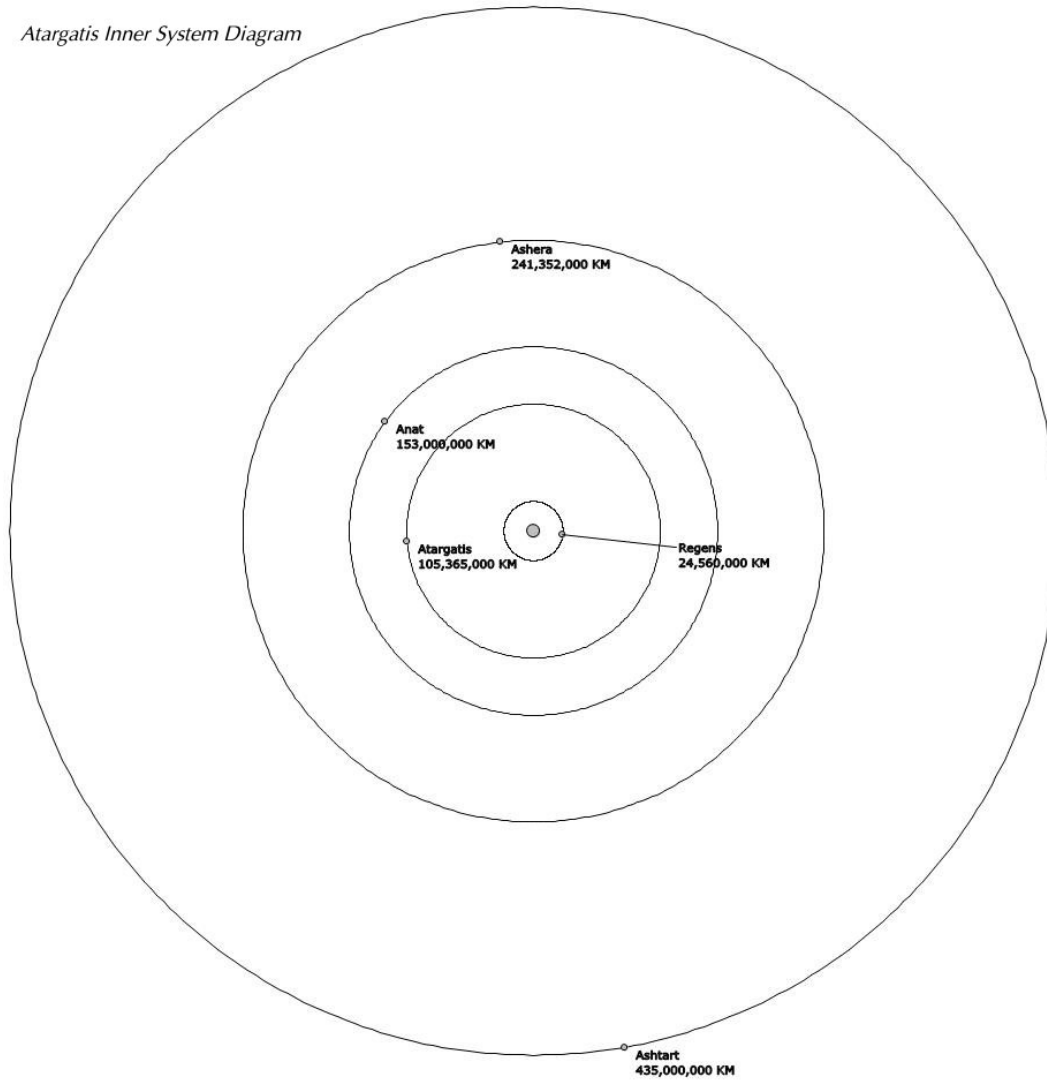 Atargatis Inner System Diagram
Ashera
241,352,000 KM
Anat
153,000,000 KM
Atargatis
105,365,000 KM
Regens
24,560,000 KM
Ashtart
435,000,000 KM